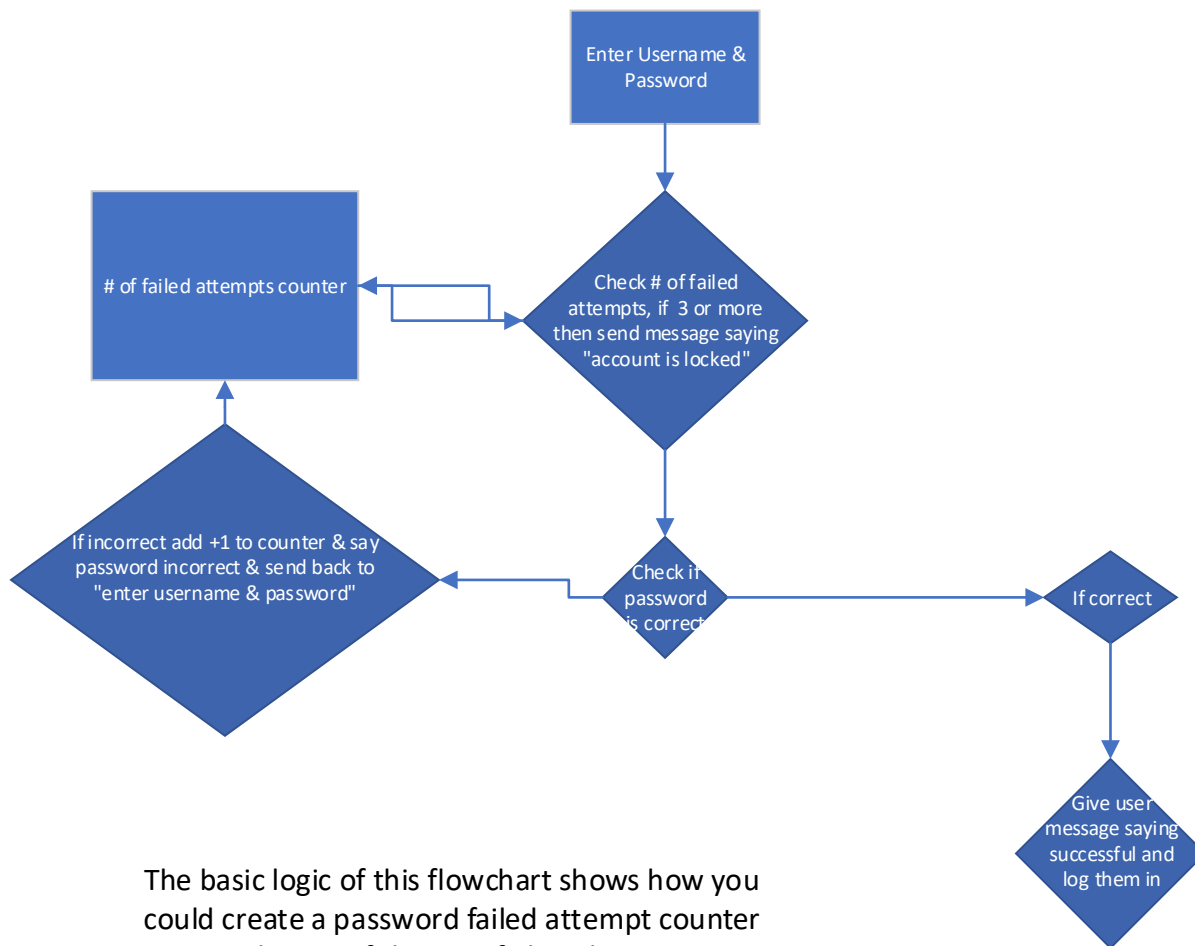 Enter Username &
Password
# of failed attempts counter
Check # of failed
attempts, if 3 or more
then send message saying
"account is locked"
If incorrect add +1 to counter & say
password incorrect & send back to
"enter username & password"
Check if
password
is correct
If correct
Give user
message saying
successful and
log them in
The basic logic of this flowchart shows how you
could create a password failed attempt counter